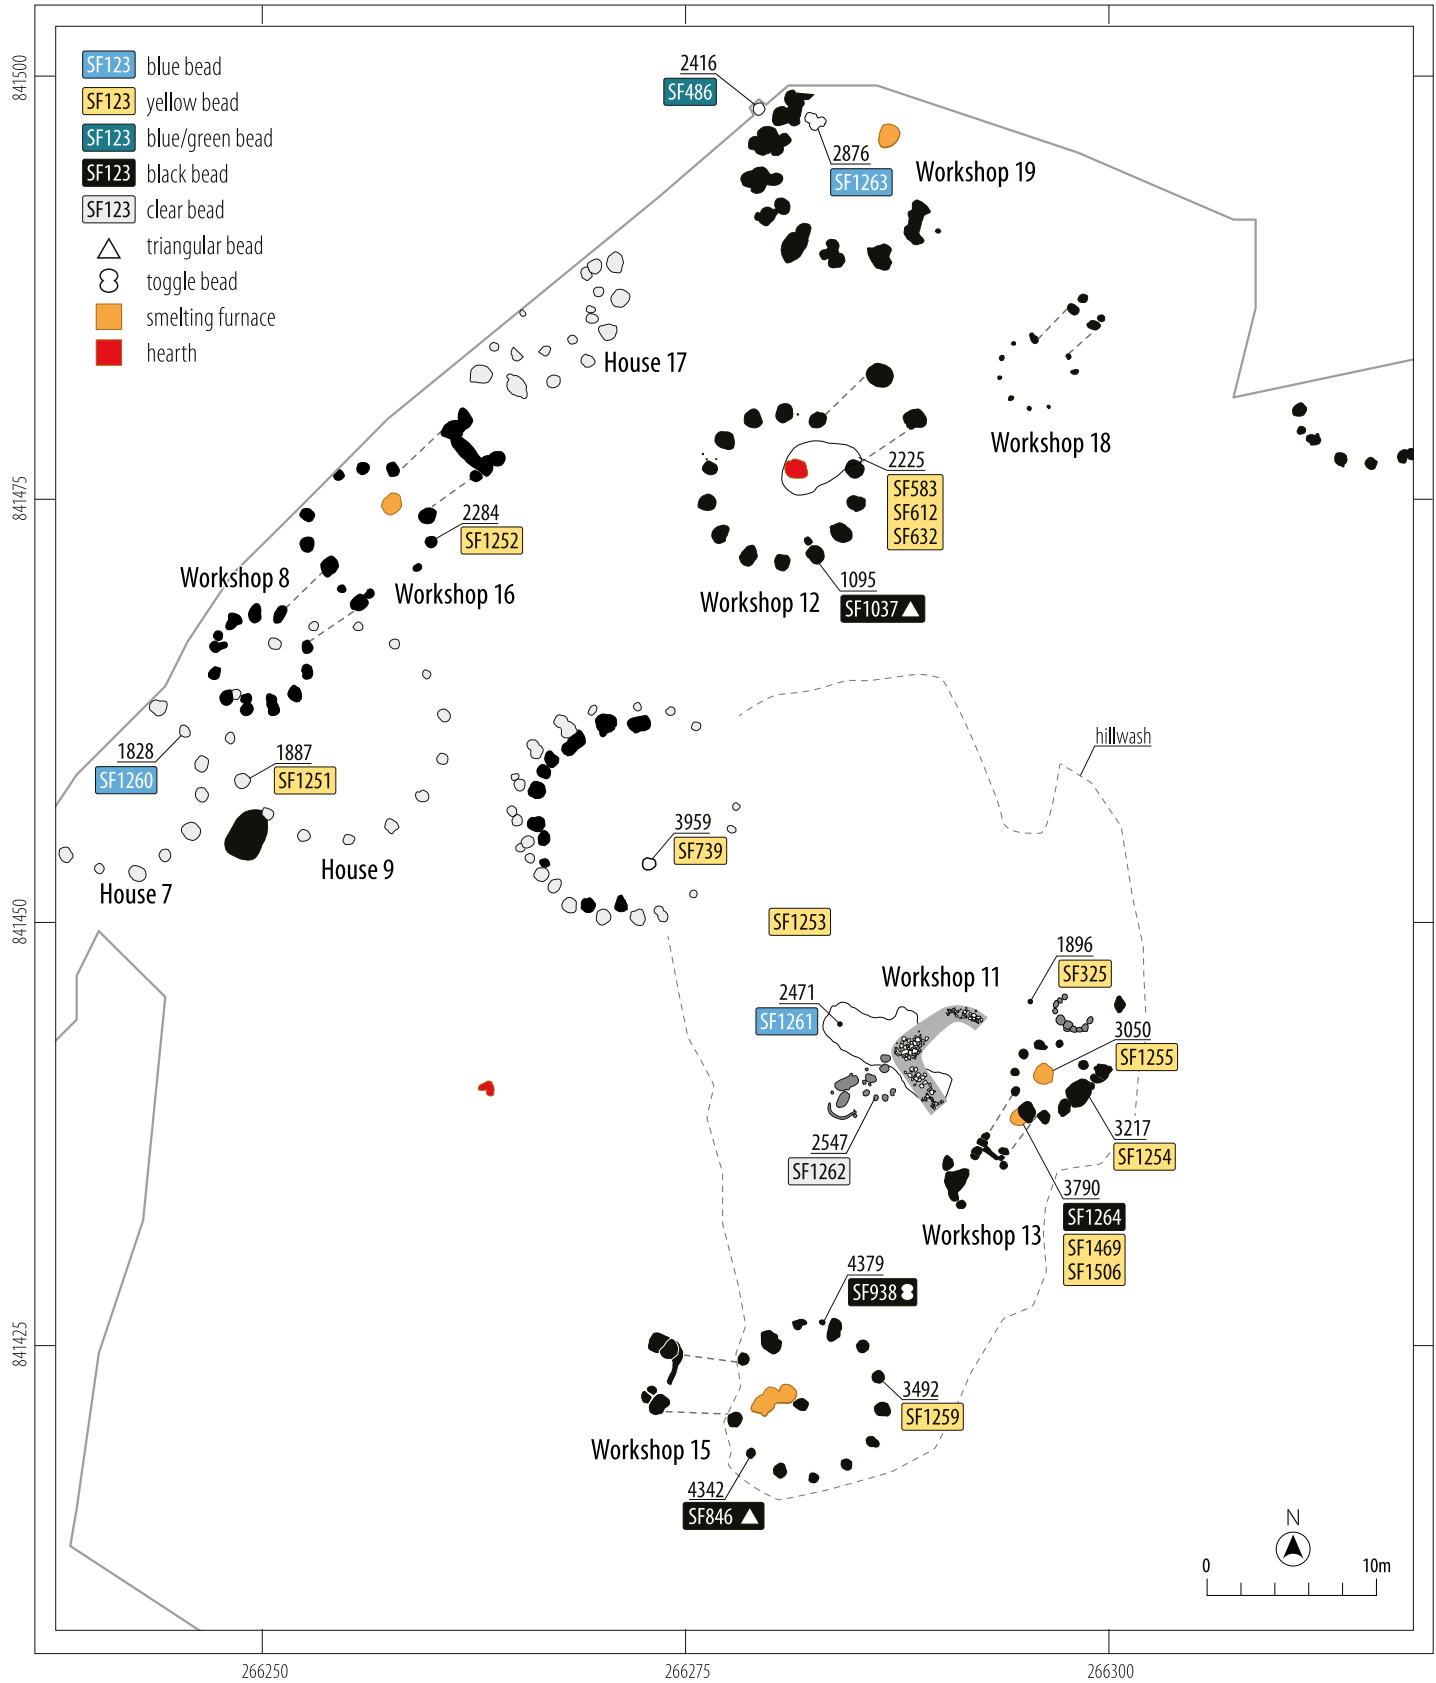 SF123 blue bead
SF123 yellow bead
SF123 blue/green bead
SF123 black bead
SF123 clear bead
triangular bead
toggle bead
smelting furnace
hearth
841500
841475
841450
841425
266250
266275
266300
2416
SF486
2876
SF1263
Workshop 19
House 17
Workshop 18
2225
SF583
SF612
SF632
1095
SF1037
Workshop 12
2284
SF1252
Workshop 8
Workshop 16
1828
SF1260
1887
SF1251
House 9
House 7
3959
SF739
hillwash
SF1253
Workshop 11
1896
SF325
2471
SF1261
3050
SF1255
2547
SF1262
3217
SF1254
3790
SF1264
SF1469
SF1506
Workshop 13
4379
SF938
3492
SF1259
Workshop 15
4342
SF846
N
0 10m